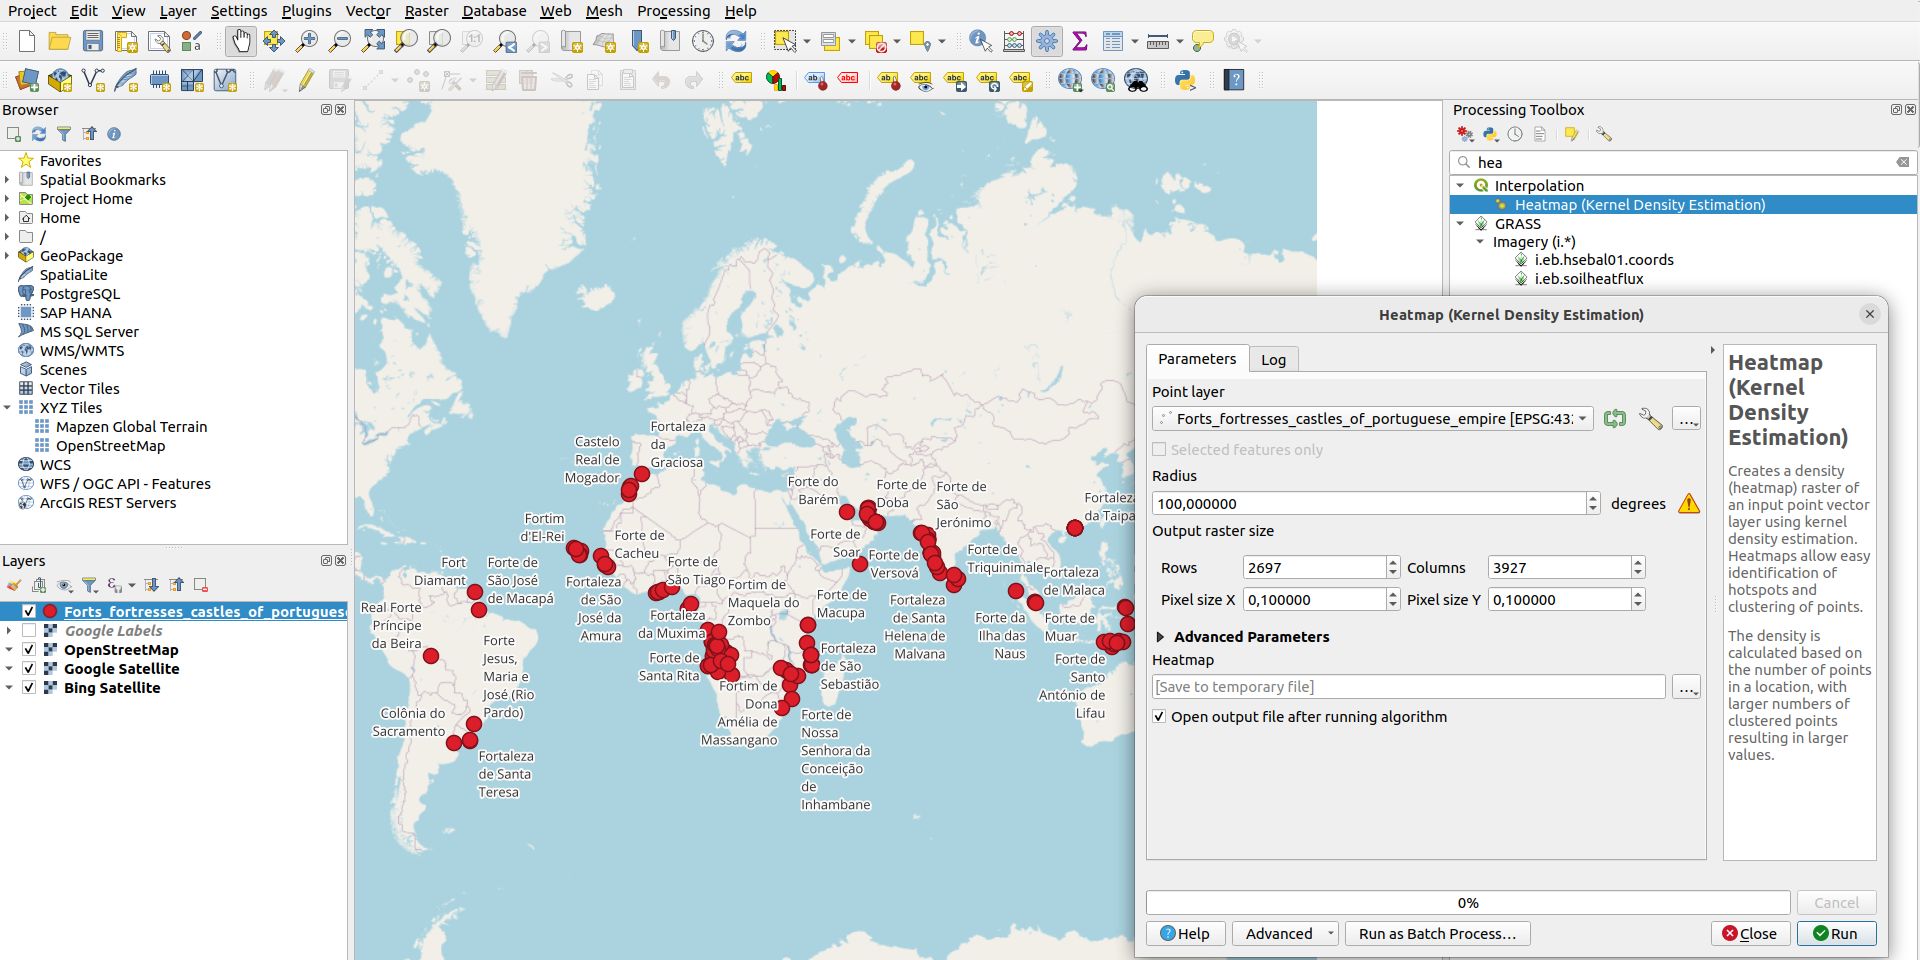 Project Edit View Layer Settings Plugins Vector Raster Database Web Mesh Processing Help
Browser
Favorites
Spatial Bookmarks
Project Home
Home
/
GeoPackage
SpatiaLite
PostgreSQL
SAP HANA
MS SQL Server
WMS/WMTS
Scenes
Vector Tiles
XYZ Tiles
Mapzen Global Terrain
OpenStreetMap
WCS
WFS / OGC API - Features
ArcGIS REST Servers
Layers
Forts_fortresses_castles_of_portugues
Google Labels
OpenStreetMap
Google Satellite
Bing Satellite
Castelo
Real de
Mogador
Fortaleza
da
Graciosa
Fortim
d'El-Rei
Forte de
Cacheu
Fort
Diamant
Forte de
São José
de Macapá
Real Forte
Príncipe
da Beira
Forte
Jesus,
Maria e
José (Rio
Pardo)
Colônia do
Sacramento
Fortaleza
de Santa
Teresa
Fortaleza
de São
José da
Amura
Forte de
São Tiago
Fortaleza
da Muxima
Fortim de
Maquela do
Zombo
Forte de
Santa Rita
Fortim de
Dona
Amélia de
Massangano
Forte de
Macupa
Fortaleza
de São
Sebastião
Forte de
Nossa
Senhora da
Conceição
de
Inhambane
Forte do
Barém
Forte de
Doba
Forte de
São
Jerónimo
Forte de
Soar
Forte de
Versová
Forte de
Triquinimale
Fortaleza
de Santa
Helena de
Malvana
Fortaleza
da Taipa
Fortaleza
de Malaca
Forte da
Ilha das
Naus
Forte de
Muar
Forte de
Santo
António de
Lifau
Processing Toolbox
hea
Interpolation
Heatmap (Kernel Density Estimation)
GRASS
Imagery (i.*)
i.eb.hsebal01.coords
i.eb.soilheatflux
Heatmap (Kernel Density Estimation)
Parameters Log
Point layer
Forts_fortresses_castles_of_portuguese_empire [EPSG:43
…
Selected features only
Radius
100,000000 degrees
Output raster size
Rows 2697 Columns 3927
Pixel size X 0,100000 Pixel size Y 0,100000
Advanced Parameters
Heatmap
[Save to temporary file] …
Open output file after running algorithm
0% Cancel
Help Advanced Run as Batch Process… Close Run
Heatmap
(Kernel
Density
Estimation)
Creates a density
(heatmap) raster of
an input point vector
layer using kernel
density estimation.
Heatmaps allow easy
identification of
hotspots and
clustering of points.
The density is
calculated based on
the number of points
in a location, with
larger numbers of
clustered points
resulting in larger
values.